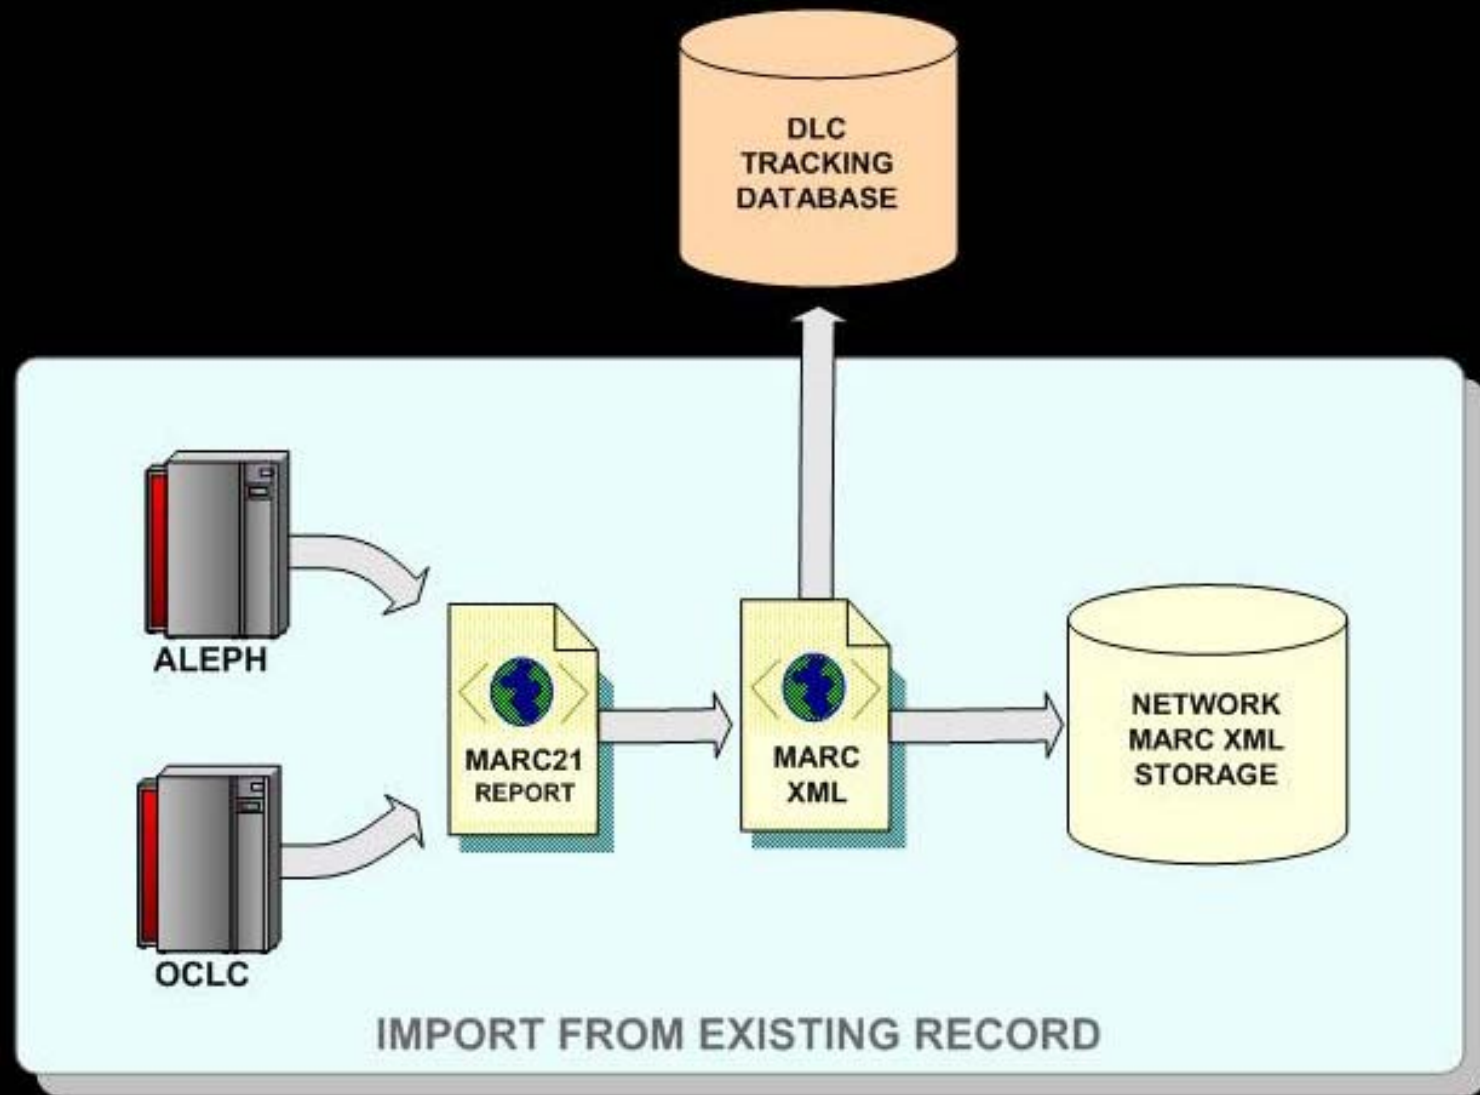 DLC
TRACKING
DATABASE
ALEPH
MARC21
REPORT
MARC
XML
NETWORK
MARC XML
STORAGE
OCLC
IMPORT FROM EXISTING RECORD